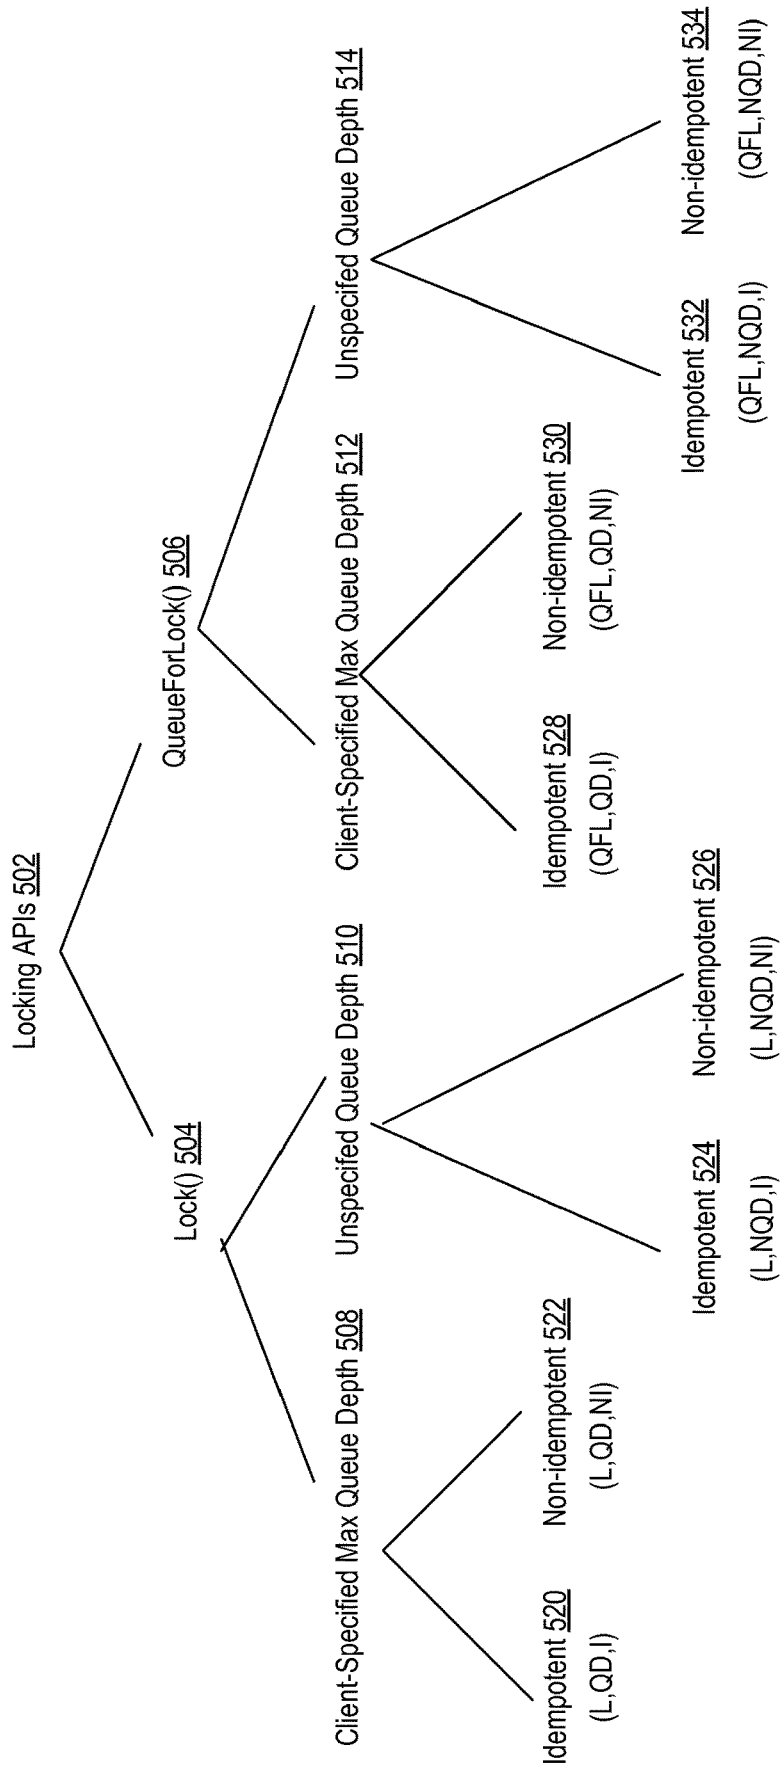 Locking APIs 502
Lock() 504
QueueForLock() 506
Client-Specified Max Queue Depth 508
Unspecifed Queue Depth 510
Client-Specified Max Queue Depth 512
Unspecifed Queue Depth 514
Idempotent 520
(L,QD,I)
Non-idempotent 522
(L,QD,NI)
Idempotent 524
(L,NQD,I)
Non-idempotent 526
(L,NQD,NI)
Idempotent 528
(QFL,QD,I)
Non-idempotent 530
(QFL,QD,NI)
Idempotent 532
(QFL,NQD,I)
Non-idempotent 534
(QFL,NQD,NI)